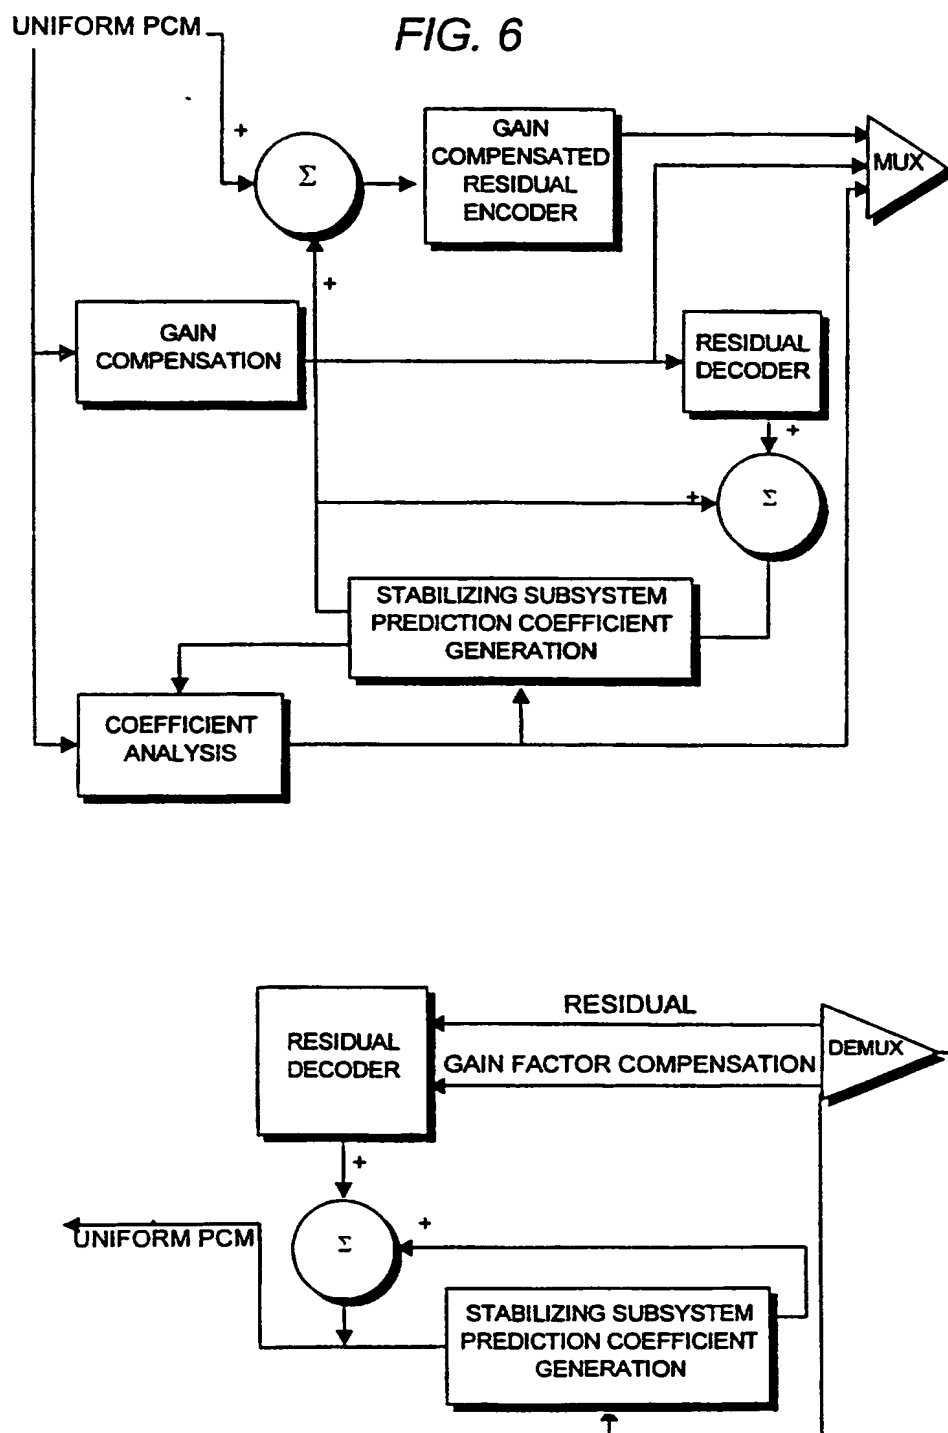 UNIFORM PCM
FIG. 6
+
Σ
GAIN
COMPENSATED
RESIDUAL
ENCODER
MUX
+
GAIN
COMPENSATION
RESIDUAL
DECODER
+
+
Σ
STABILIZING SUBSYSTEM
PREDICTION COEFFICIENT
GENERATION
COEFFICIENT
ANALYSIS
RESIDUAL
DECODER
RESIDUAL
GAIN FACTOR COMPENSATION
DEMUX
+
+
Σ
UNIFORM PCM
STABILIZING SUBSYSTEM
PREDICTION COEFFICIENT
GENERATION